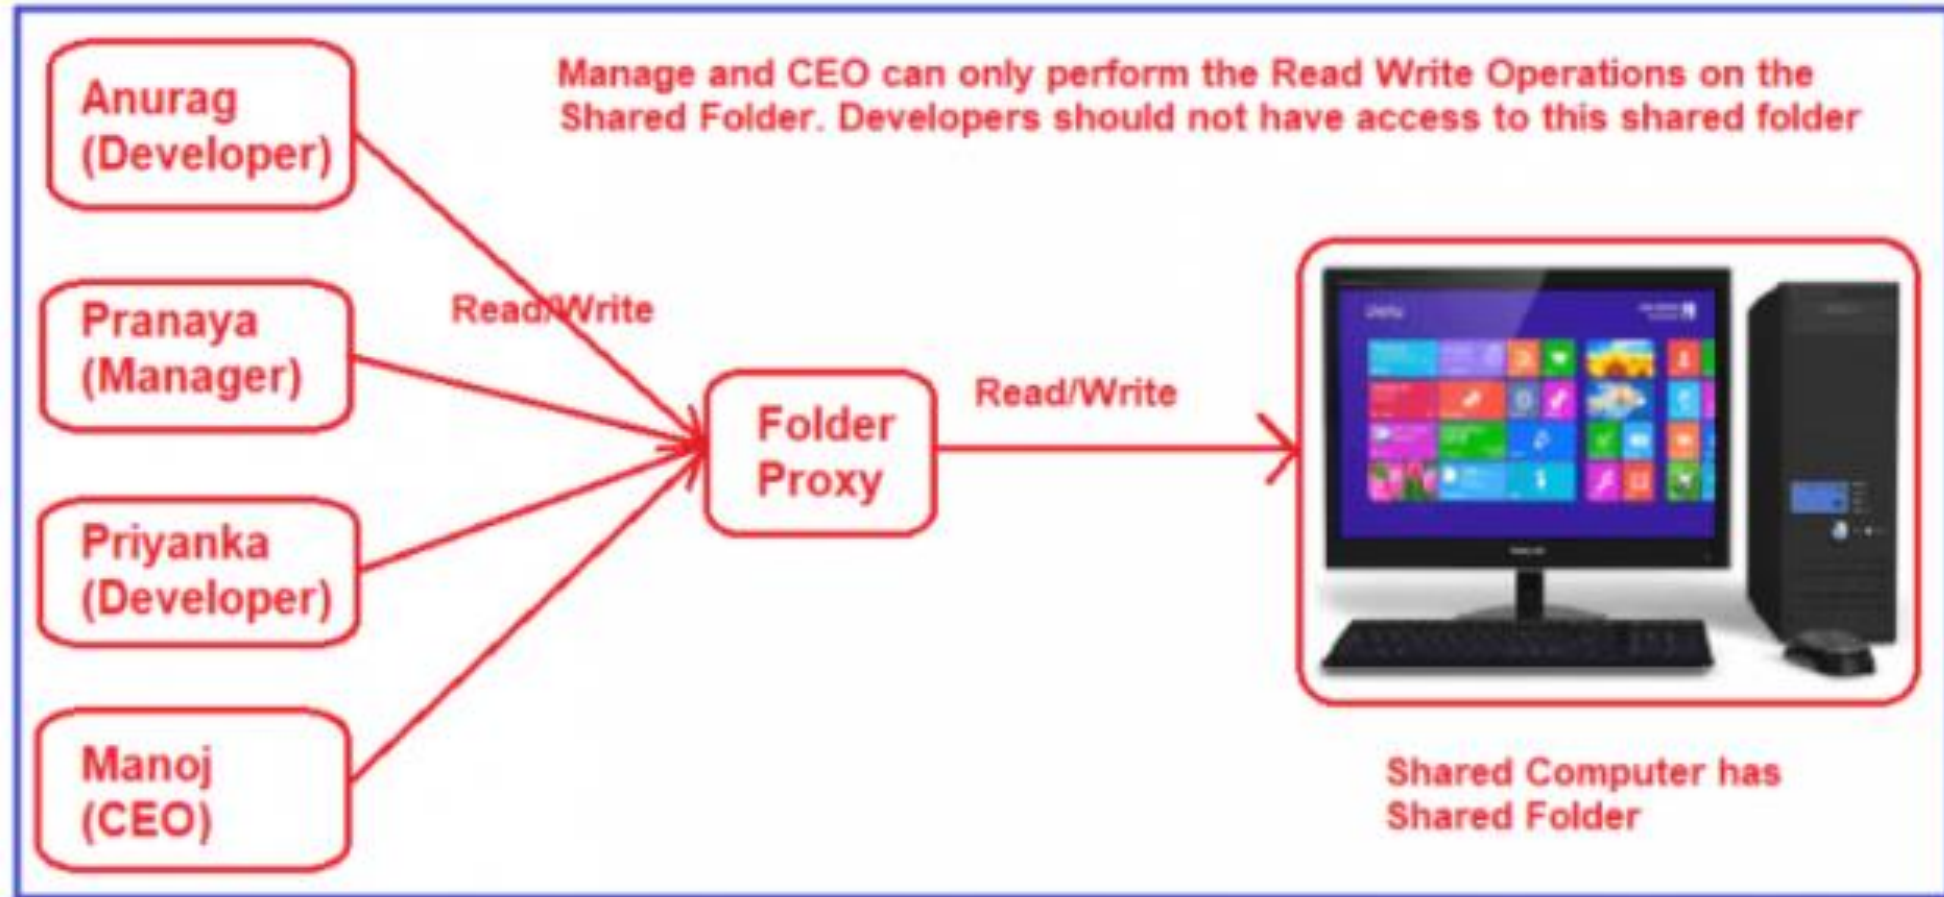 Anurag
(Developer)
Manage and CEO can only perform the Read Write Operations on the
Shared Folder. Developers should not have access to this shared folder
Pranaya
(Manager)
Read/Write
Folder
Proxy
Read/Write
Priyanka
(Developer)
Manoj
(CEO)
Shared Computer has
Shared Folder